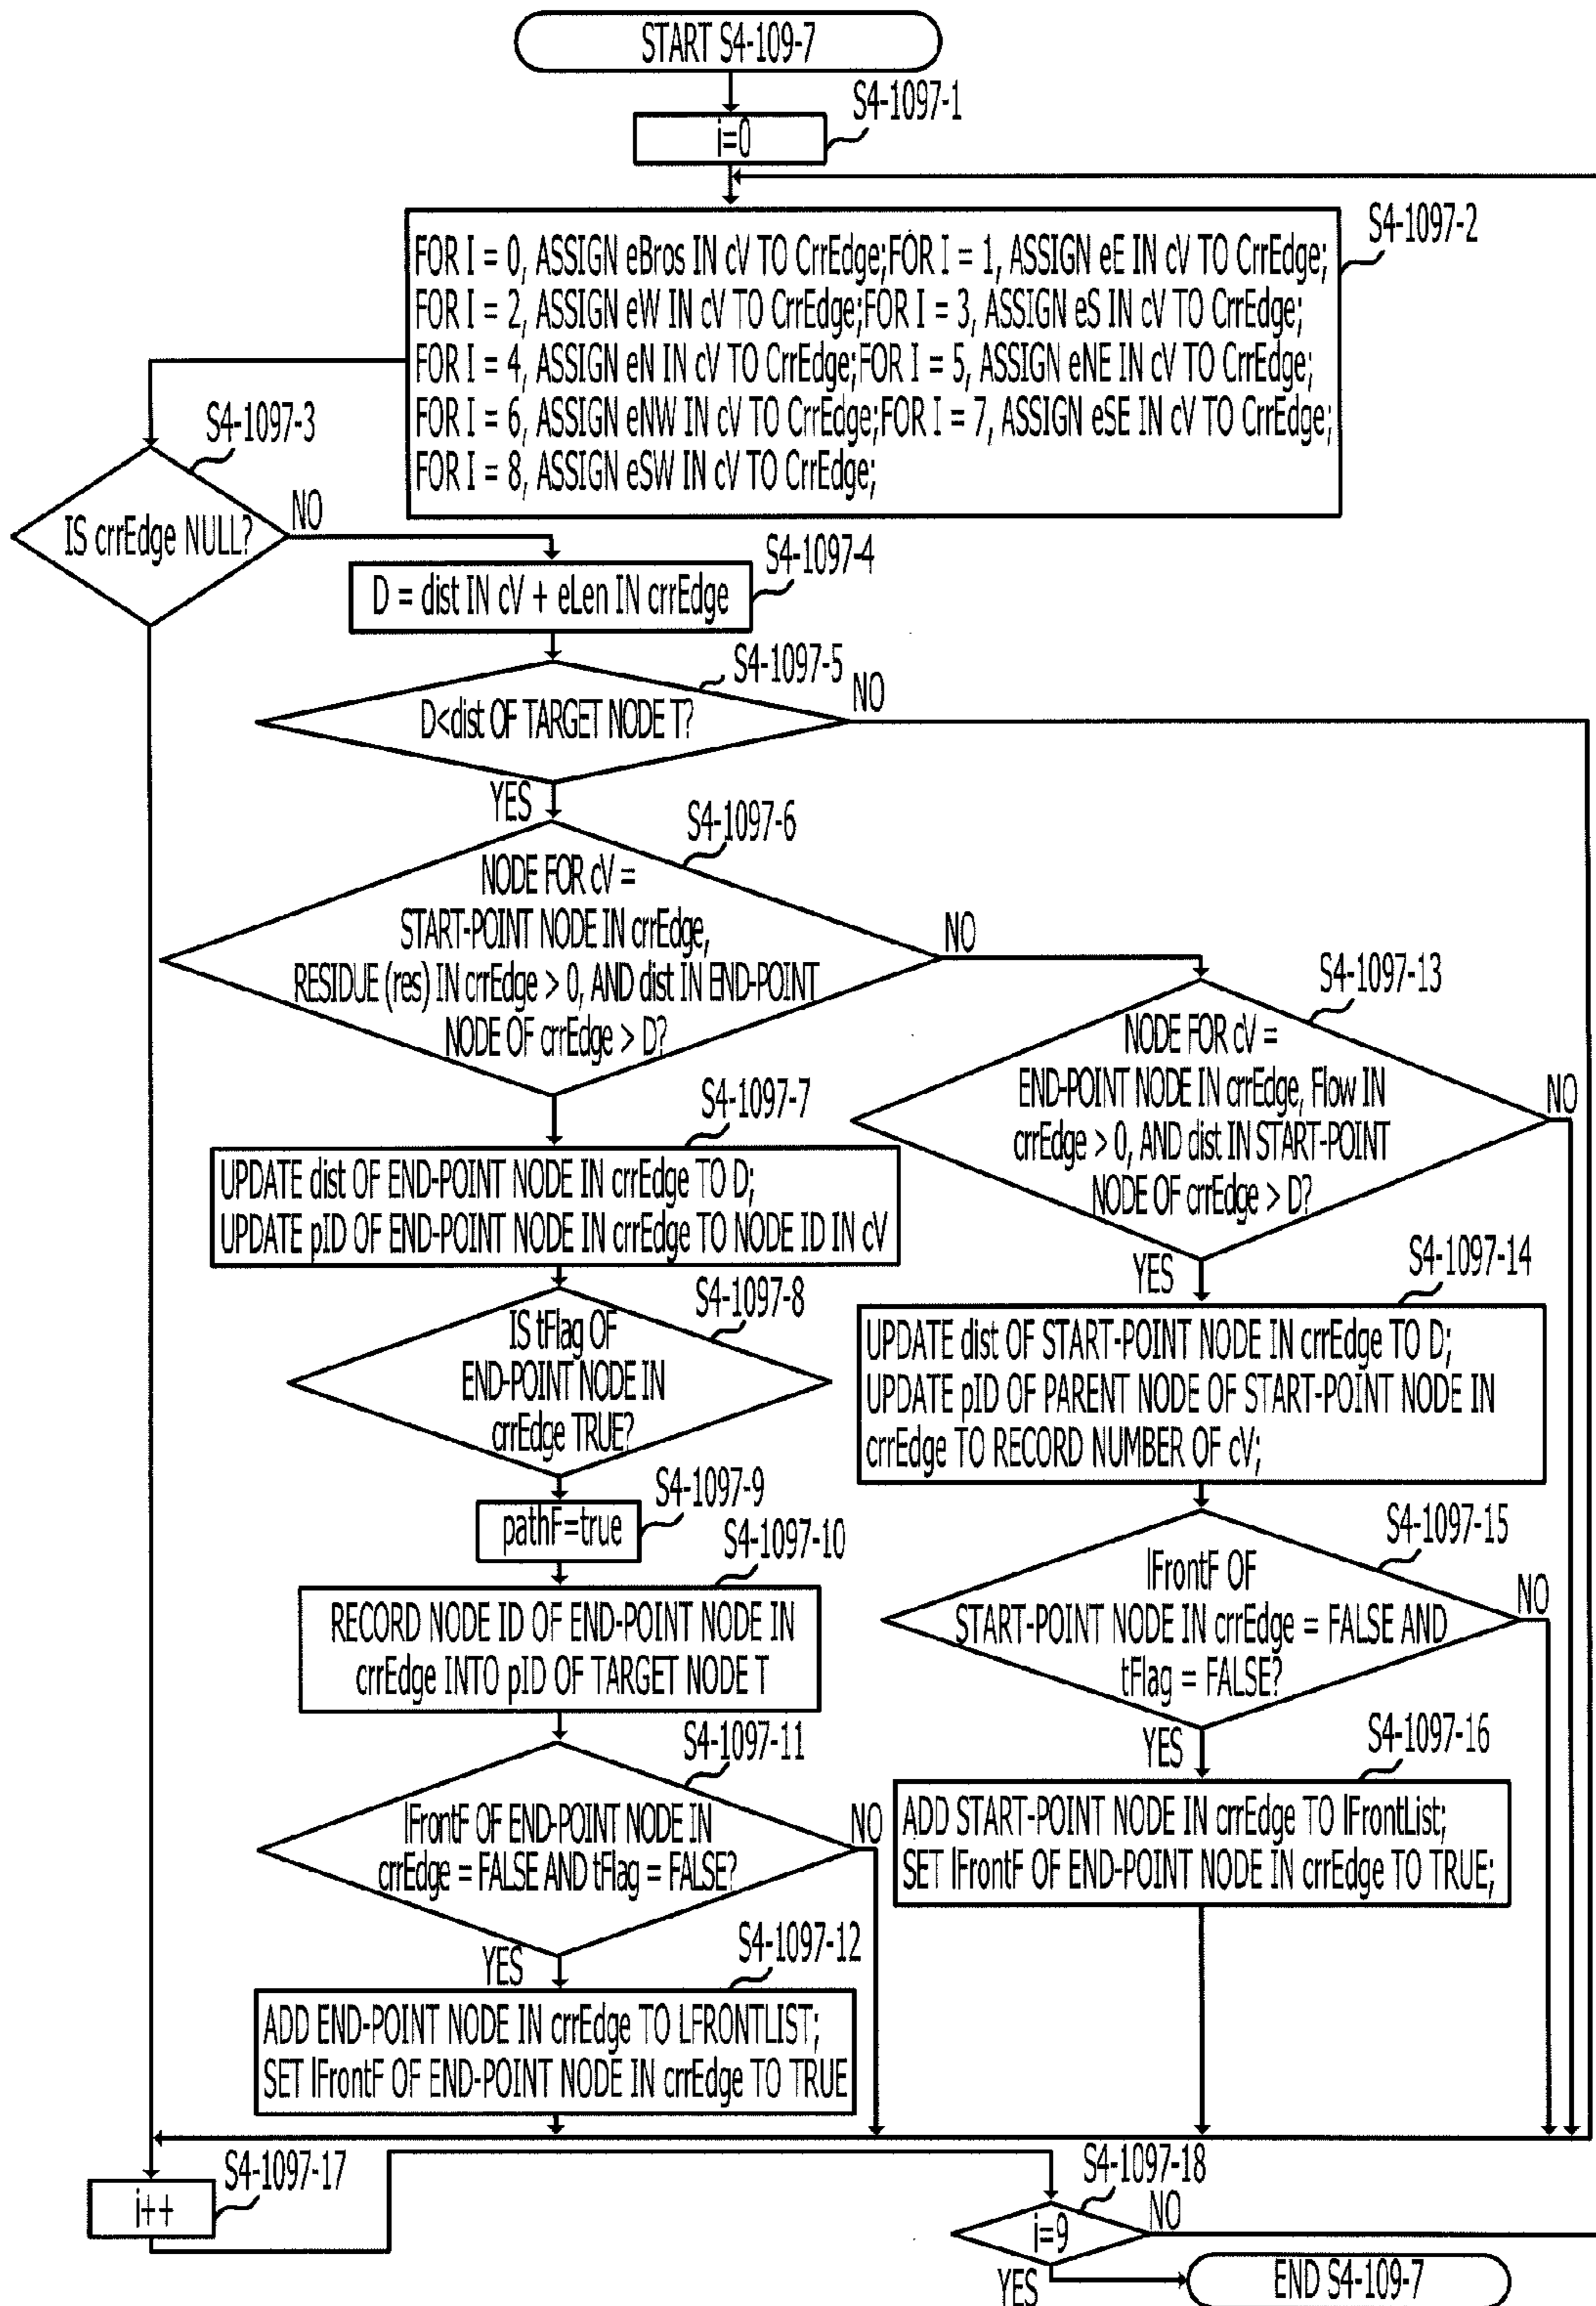 START S4-109-7
S4-1097-1
i=0
S4-1097-2
FOR I = 0, ASSIGN eBros IN cV TO CrrEdge;FOR I = 1, ASSIGN eE IN cV TO CrrEdge;
FOR I = 2, ASSIGN eW IN cV TO CrrEdge;FOR I = 3, ASSIGN eS IN cV TO CrrEdge;
FOR I = 4, ASSIGN eN IN cV TO CrrEdge;FOR I = 5, ASSIGN eNE IN cV TO CrrEdge;
FOR I = 6, ASSIGN eNW IN cV TO CrrEdge;FOR I = 7, ASSIGN eSE IN cV TO CrrEdge;
FOR I = 8, ASSIGN eSW IN cV TO CrrEdge;
S4-1097-3
IS crrEdge NULL?
NO
S4-1097-4
D = dist IN cV + eLen IN crrEdge
S4-1097-5
D<dist OF TARGET NODE T?
NO
YES
S4-1097-6
NODE FOR cV =
START-POINT NODE IN crrEdge,
RESIDUE (res) IN crrEdge > 0, AND dist IN END-POINT
NODE OF crrEdge > D?
NO
S4-1097-13
NODE FOR cV =
END-POINT NODE IN crrEdge, Flow IN
crrEdge > 0, AND dist IN START-POINT
NODE OF crrEdge > D?
NO
YES
S4-1097-7
UPDATE dist OF END-POINT NODE IN crrEdge TO D;
UPDATE pID OF END-POINT NODE IN crrEdge TO NODE ID IN cV
S4-1097-14
UPDATE dist OF START-POINT NODE IN crrEdge TO D;
UPDATE pID OF PARENT NODE OF START-POINT NODE IN
crrEdge TO RECORD NUMBER OF cV;
S4-1097-8
IS tFlag OF
END-POINT NODE IN
crrEdge TRUE?
S4-1097-9
pathF=true
S4-1097-10
RECORD NODE ID OF END-POINT NODE IN
crrEdge INTO pID OF TARGET NODE T
S4-1097-15
lFrontF OF
START-POINT NODE IN crrEdge = FALSE AND
tFlag = FALSE?
NO
YES
S4-1097-11
lFrontF OF END-POINT NODE IN
crrEdge = FALSE AND tFlag = FALSE?
NO
YES
S4-1097-16
ADD START-POINT NODE IN crrEdge TO lFrontList;
SET lFrontF OF END-POINT NODE IN crrEdge TO TRUE;
S4-1097-12
ADD END-POINT NODE IN crrEdge TO LFRONTLIST;
SET lFrontF OF END-POINT NODE IN crrEdge TO TRUE
S4-1097-17
i++
S4-1097-18
i=9
NO
YES
END S4-109-7